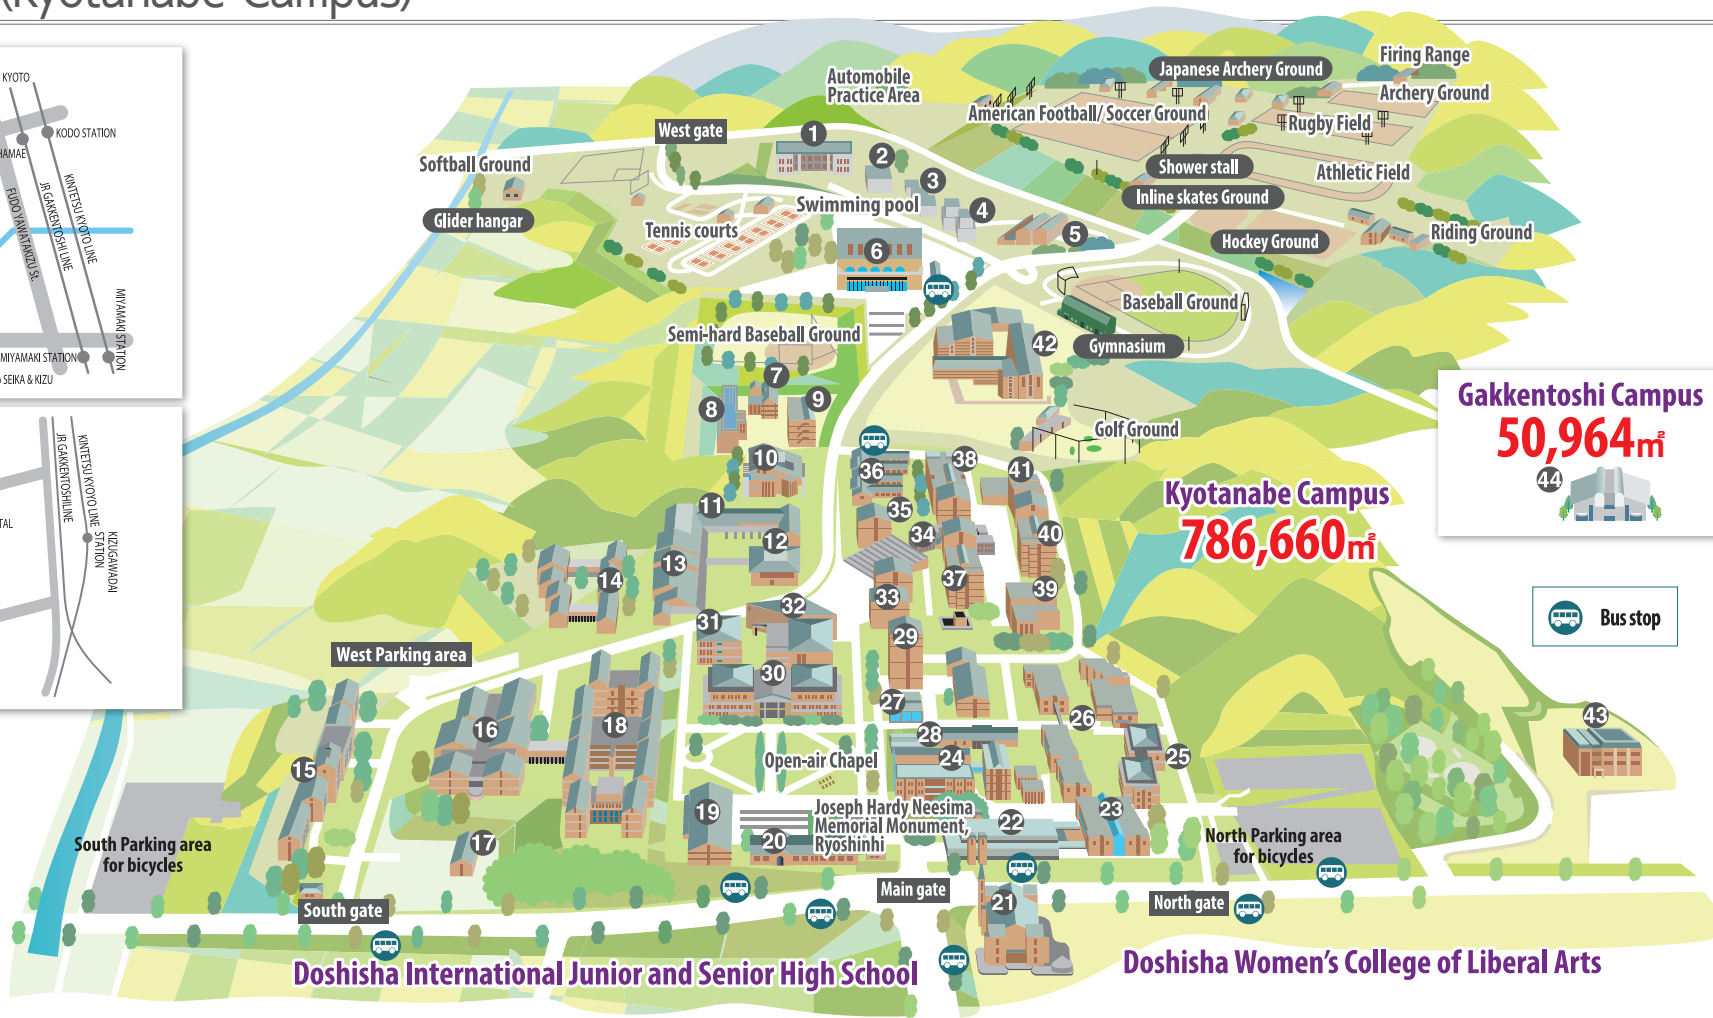 (Kyotanabe Campus)
KYOTO
KODO STATION
HAMAE
FUDO YAWATAKIZU St.
JR GAKKENTOSHI LINE
KINTETSU KYOTO LINE
MIYAMAKI STATION
MIYAMAKI STATION
SEIKA & KIZU
JR GAKKENTOSHILINE
KINTETSU KYOYO LINE
KIZUGAWADAI
STATION
TAL
Firing Range
Japanese Archery Ground
Automobile
Practice Area
Archery Ground
American Football/Soccer Ground
Rugby Field
West gate
1
2
Softball Ground
Shower stall
Athletic Field
3
Inline skates Ground
Swimming pool
4
Glider hangar
Tennis courts
5
Hockey Ground
Riding Ground
6
Baseball Ground
Semi-hard Baseball Ground
42
Gymnasium
7
8
9
Golf Ground
Gakkentoshi Campus
50,964㎡
44
10
36
38
41
Kyotanabe Campus
786,660㎡
11
35
12
34
40
13
14
37
39
33
32
31
29
Bus stop
West Parking area
30
27
16
18
26
43
28
Open-air Chapel
24
25
15
19
Joseph Hardy Neesima
Memorial Monument,
Ryoshinhi
22
23
20
17
South Parking area
for bicycles
North Parking area
for bicycles
Main gate
21
North gate
South gate
Doshisha International Junior and Senior High School
Doshisha Women's College of Liberal Arts